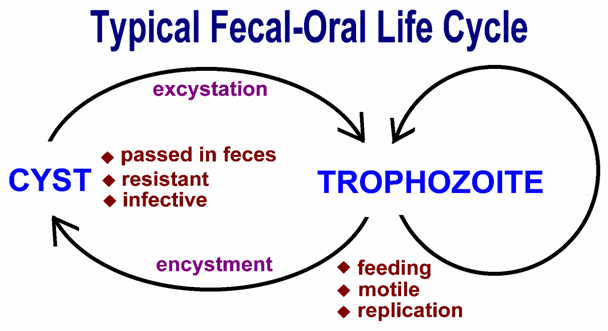 Typical Fecal-Oral Life Cycle
excystation
CYST
◆ passed in feces
◆ resistant
◆ infective
TROPHOZOITE
encystment
◆ feeding
◆ motile
◆ replication